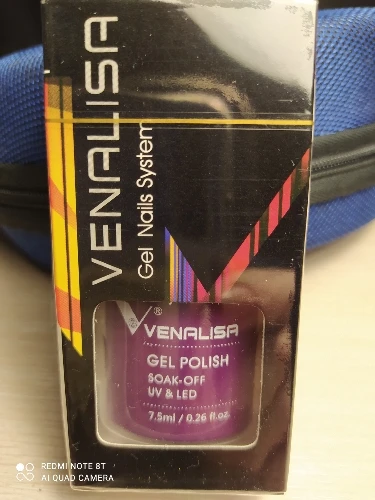 VENALISA
Gel Nails System
V®
VENALISA
GEL POLISH
SOAK-OFF
UV & LED
7.5ml / 0.26 fl.oz.
REDMI NOTE 8T
AI QUAD CAMERA